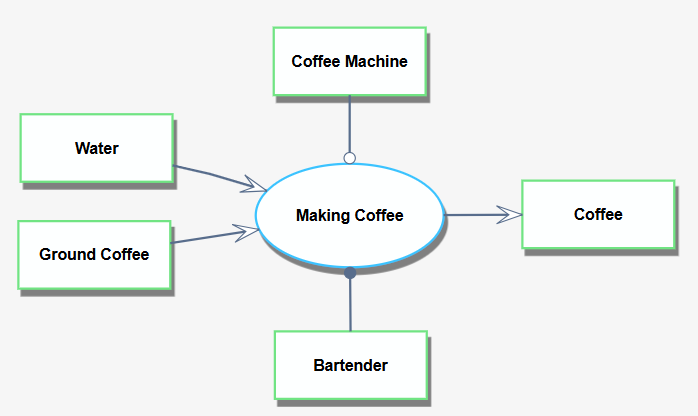 Coffee Machine
Water
Making Coffee
Coffee
Ground Coffee
Bartender